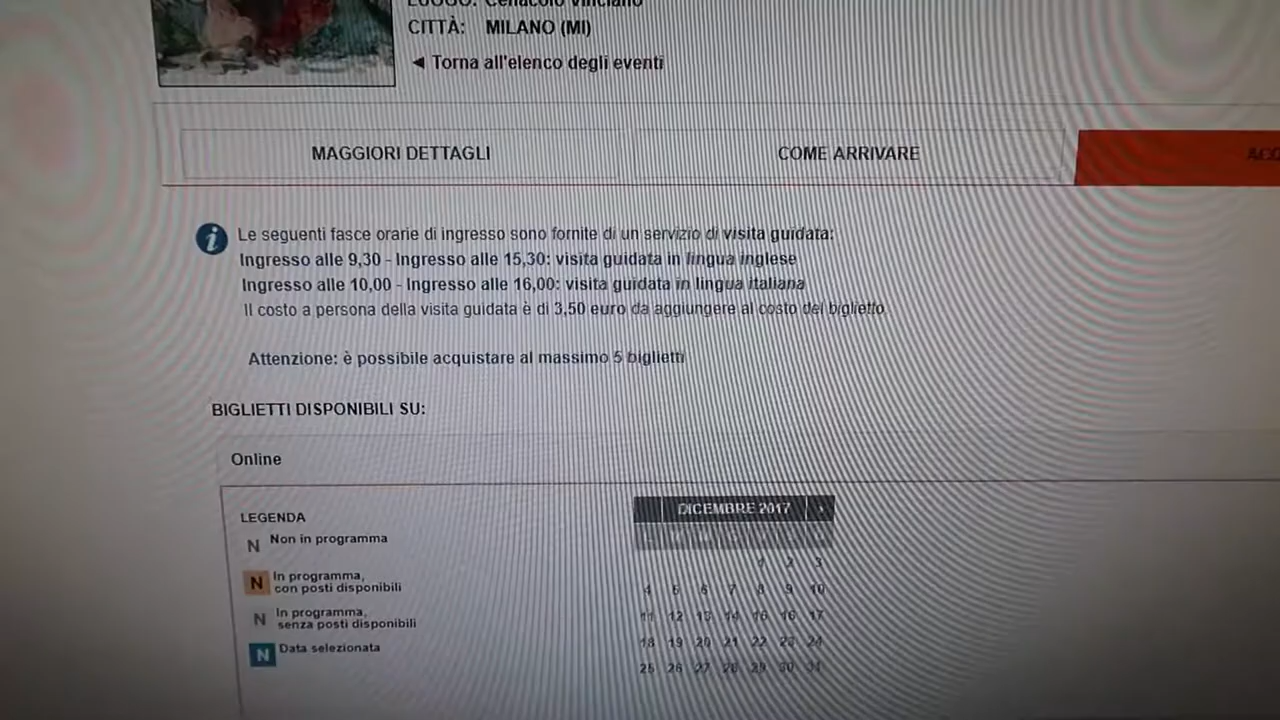 LUOGO: Cenacolo Vinciano
CITTÀ: MILANO (MI)
◄ Torna all'elenco degli eventi
MAGGIORI DETTAGLI COME ARRIVARE
Le seguenti fasce orarie di ingresso sono fornite di un servizio di visita guidata:
Ingresso alle 9,30 - Ingresso alle 15,30: visita guidata in lingua inglese
Ingresso alle 10,00 - Ingresso alle 16,00: visita guidata in lingua italiana
Il costo a persona della visita guidata è di 3,50 euro da aggiungere al costo del biglietto
Attenzione: è possibile acquistare al massimo 5 biglietti
BIGLIETTI DISPONIBILI SU:
Online
LEGENDA
N Non in programma
N In programma,
con posti disponibili
N In programma,
senza posti disponibili
N Data selezionata
DICEMBRE 2017 ›
1 2 3
4 5 6 7 8 9 10
11 12 13 14 15 16 17
18 19 20 21 22 23 24
25 26 27 28 29 30 31